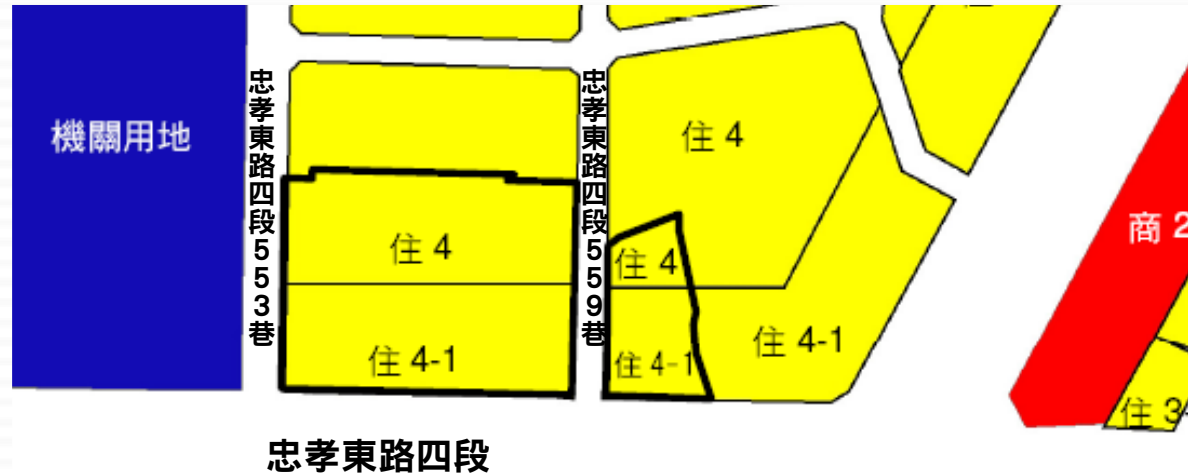 機關用地
忠孝東路四段553巷
忠孝東路四段559巷
住 4
商 2
住 4
住 4
住 4-1
住 4-1
住 4-1
住 3-
忠孝東路四段